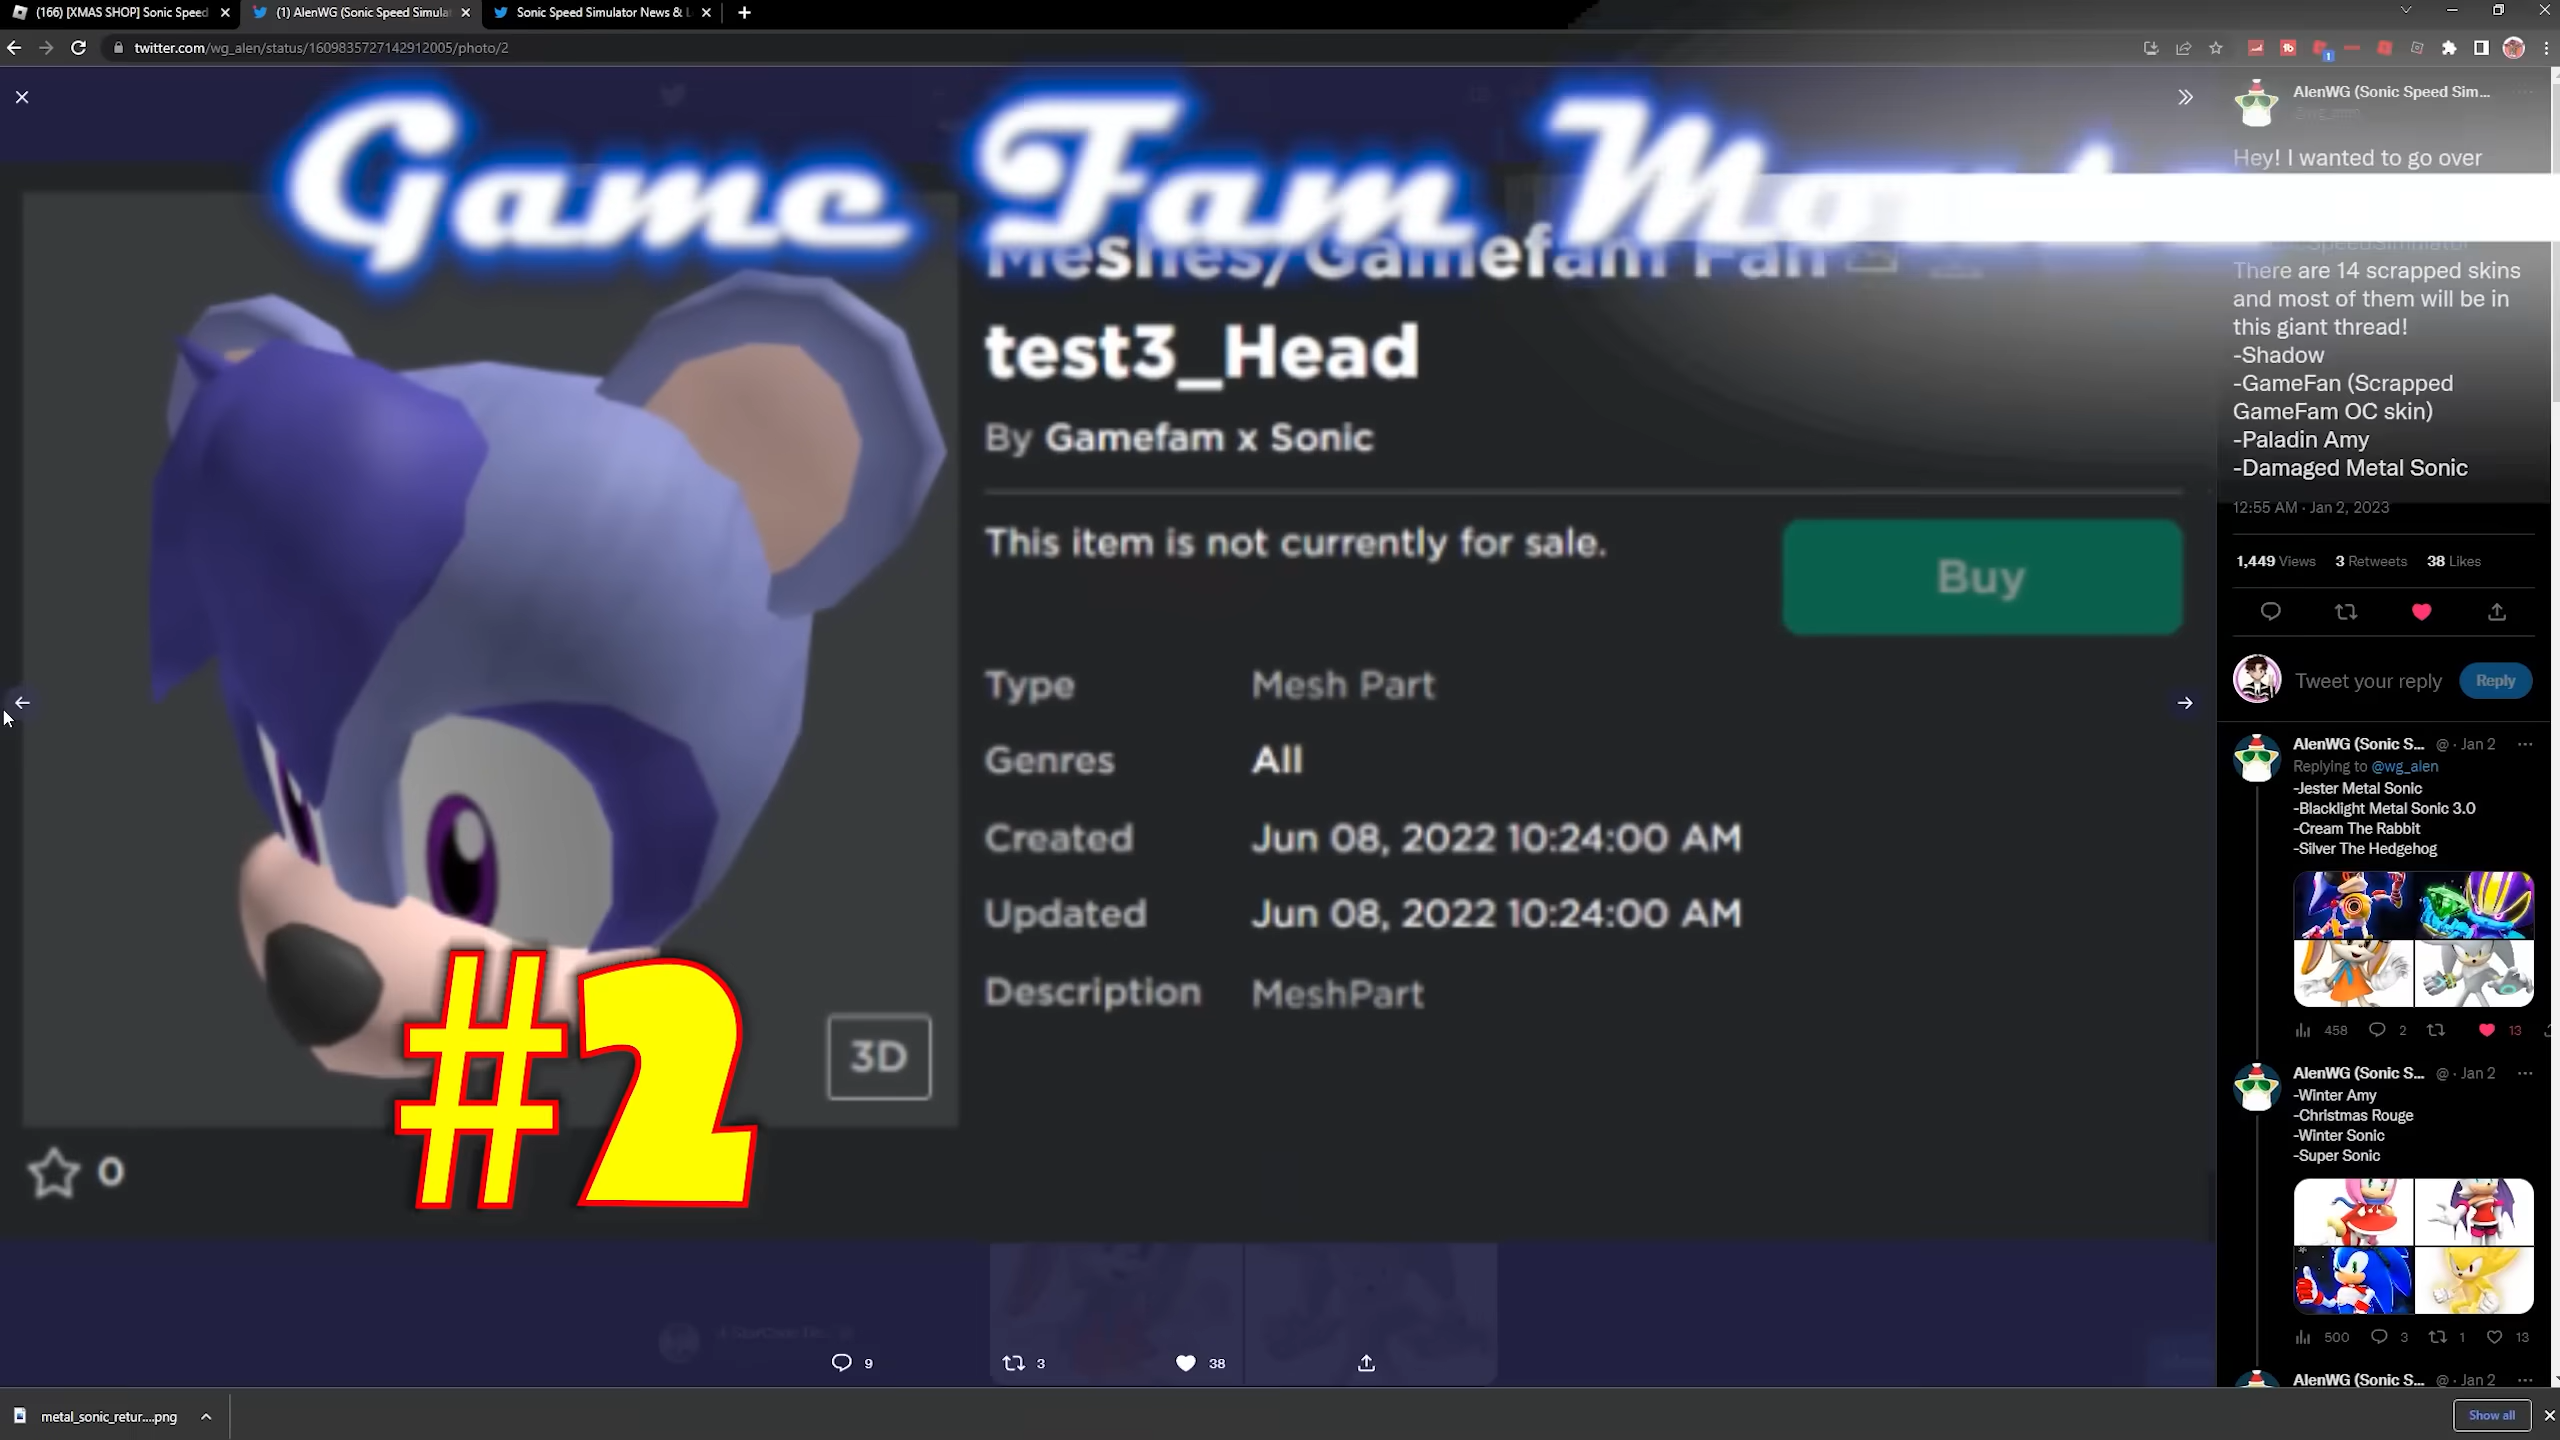 (166) [XMAS SHOP] Sonic Speed
(1) AlenWG (Sonic Speed Simula
Sonic Speed Simulator News & L
twitter.com/wg_alen/status/1609835727142912005/photo/2
Game Fam
Meshes/Gamefam Fan
test3_Head
By Gamefam x Sonic
This item is not currently for sale.
Buy
Type Mesh Part
Genres All
Created Jun 08, 2022 10:24:00 AM
Updated Jun 08, 2022 10:24:00 AM
Description MeshPart
3D
#2
0
9
3
38
AlenWG (Sonic Speed Sim...
Hey! I wanted to go over
There are 14 scrapped skins
and most of them will be in
this giant thread!
-Shadow
-GameFan (Scrapped
GameFam OC skin)
-Paladin Amy
-Damaged Metal Sonic
12:55 AM · Jan 2, 2023
1,449 Views 3 Retweets 38 Likes
Tweet your reply
Reply
AlenWG (Sonic S... @ · Jan 2
Replying to @wg_alen
-Jester Metal Sonic
-Blacklight Metal Sonic 3.0
-Cream The Rabbit
-Silver The Hedgehog
458 2 13
AlenWG (Sonic S... @ · Jan 2
-Winter Amy
-Christmas Rouge
-Winter Sonic
-Super Sonic
500 3 1 13
AlenWG (Sonic S... @ · Jan 2
metal_sonic_retur....png
Show all